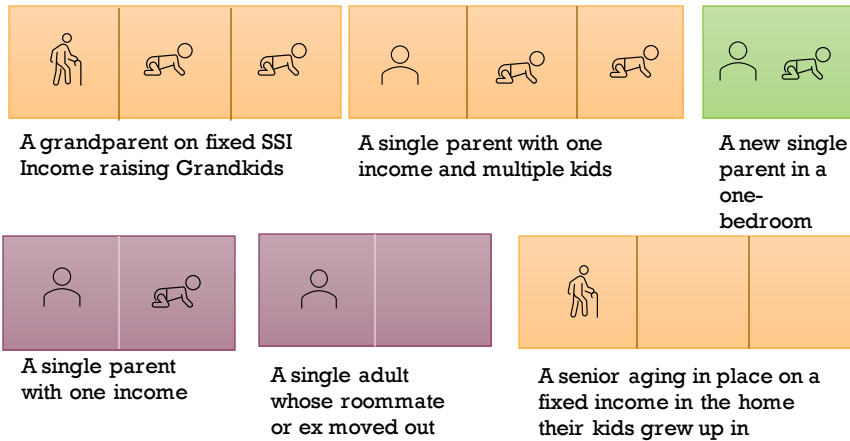 A grandparent on fixed SSI
Income raising Grandkids
A single parent with one
income and multiple kids
A new single
parent in a
one-
bedroom
A single parent
with one income
A single adult
whose roommate
or ex moved out
A senior aging in place on a
fixed income in the home
their kids grew up in